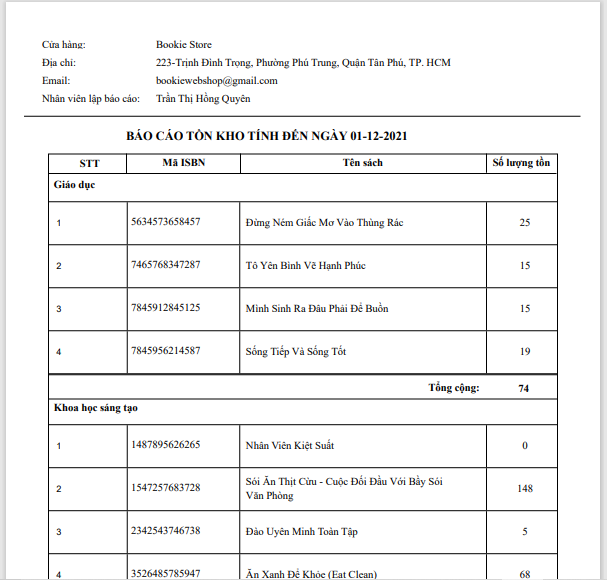 Cửa hàng: Bookie Store
Địa chỉ: 223-Trịnh Đình Trọng, Phường Phú Trung, Quận Tân Phú, TP. HCM
Email: bookiewebshop@gmail.com
Nhân viên lập báo cáo: Trần Thị Hồng Quyên
BÁO CÁO TỒN KHO TÍNH ĐẾN NGÀY 01-12-2021
STT Mã ISBN Tên sách Số lượng tồn
Giáo dục
1 5634573658457 Đừng Ném Giấc Mơ Vào Thùng Rác 25
2 7465768347287 Tô Yên Bình Vẽ Hạnh Phúc 15
3 7845912845125 Mình Sinh Ra Đâu Phải Để Buồn 15
4 7845956214587 Sống Tiếp Và Sống Tốt 19
Tổng cộng: 74
Khoa học sáng tạo
1 1487895626265 Nhân Viên Kiệt Suất 0
2 1547257683728 Sói Ăn Thịt Cừu - Cuộc Đối Đầu Với Bầy Sói
Văn Phòng 148
3 2342543746738 Đào Uyên Minh Toàn Tập 5
4 3526485785947 Ăn Xanh Để Khỏe (Eat Clean) 68